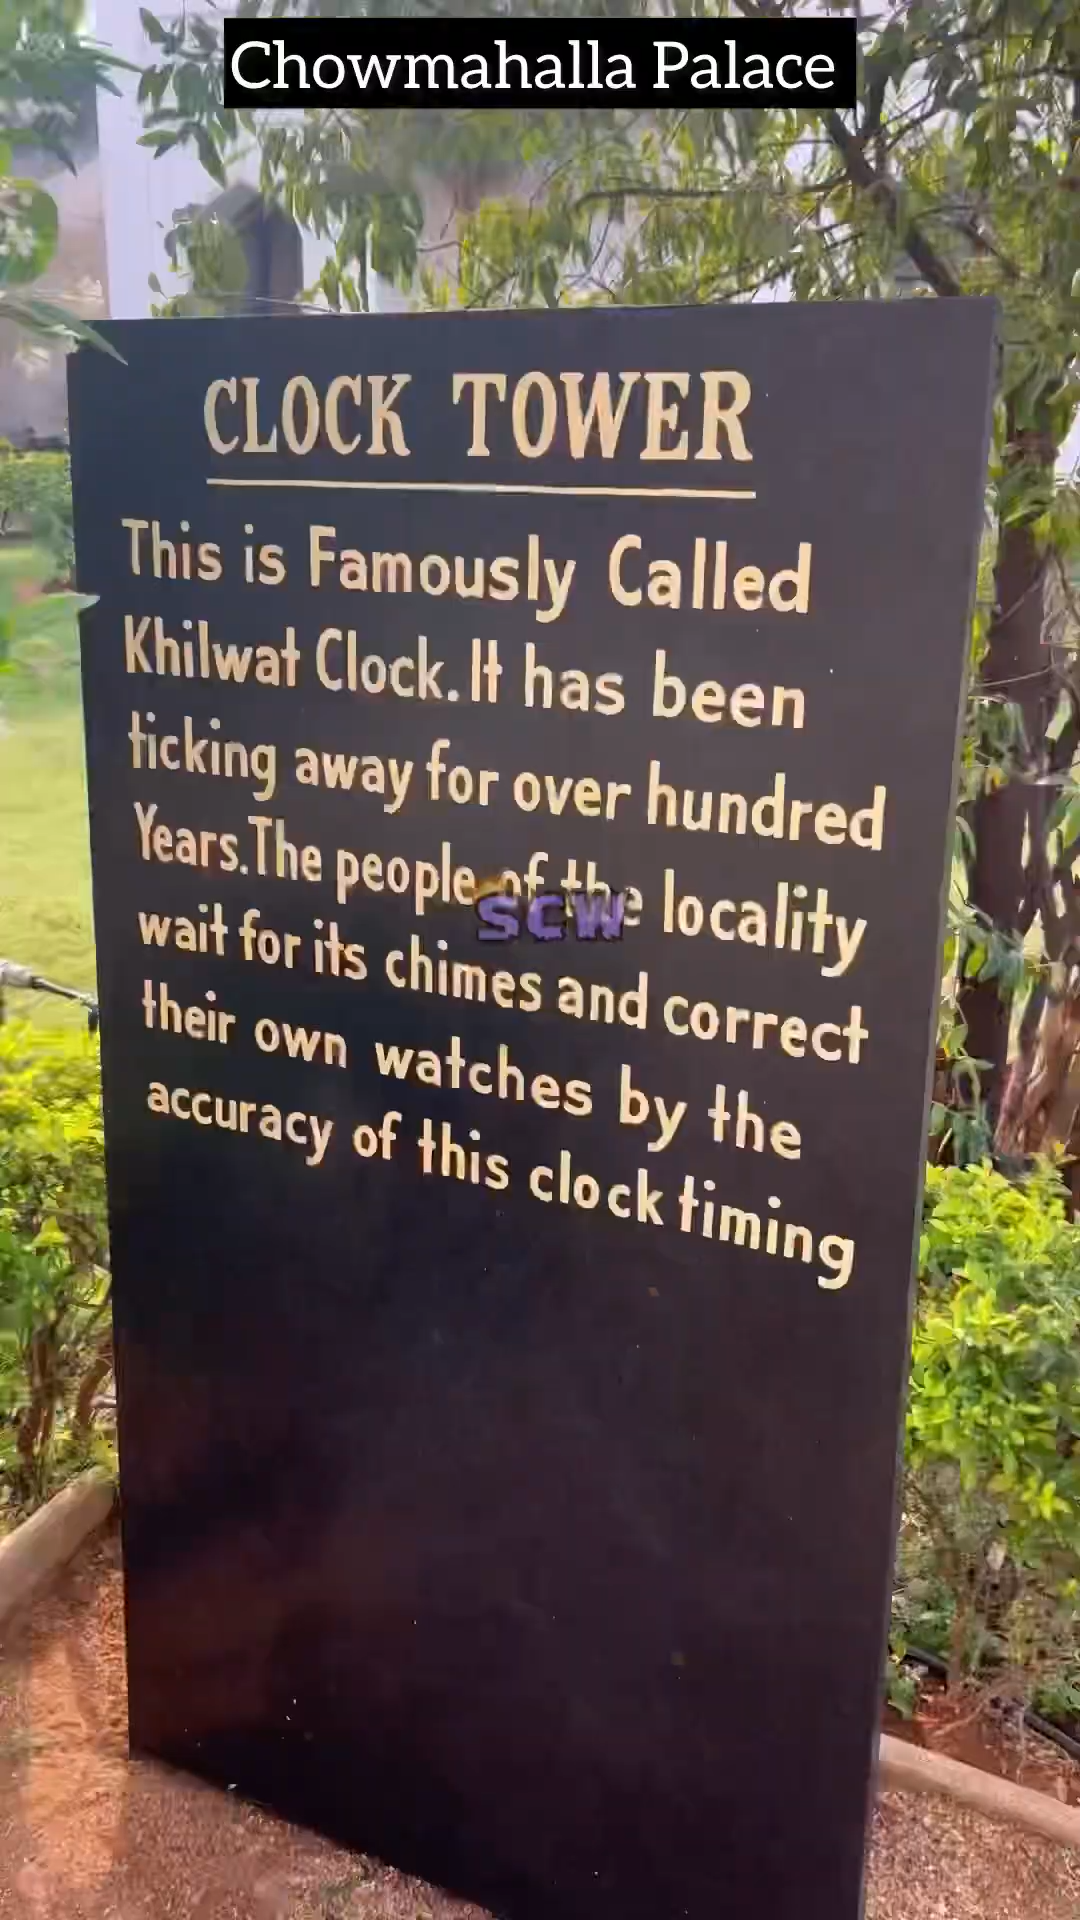 Chowmahalla Palace
CLOCK TOWER
This is Famously Called
Khilwat Clock. It has been
ticking away for over hundred
Years. The people of the locality
scw
wait for its chimes and correct
their own watches by the
accuracy of this clock timing